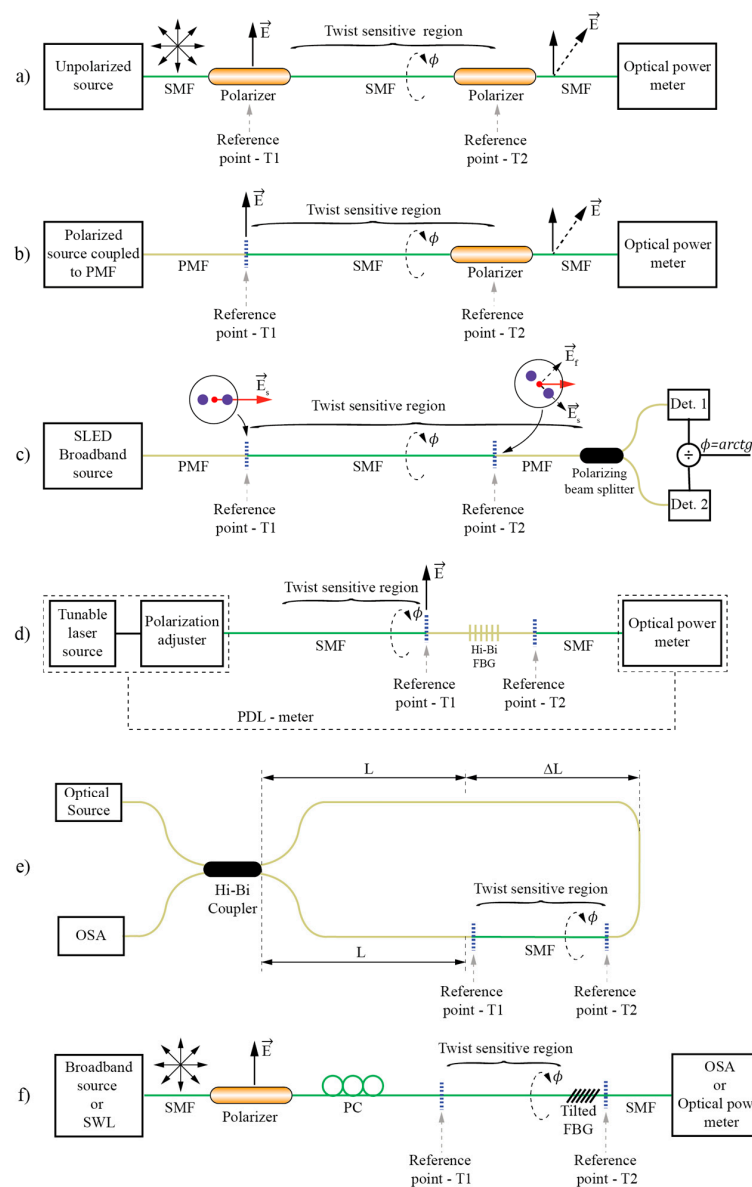 a)
Unpolarized
source
SMF
E
Polarizer
Reference
point - T1
Twist sensitive region
ϕ
SMF
Polarizer
Reference
point - T2
E
SMF
Optical power
meter
b)
Polarized
source coupled
to PMF
PMF
E
Reference
point - T1
Twist sensitive region
ϕ
SMF
Polarizer
Reference
point - T2
E
SMF
Optical power
meter
c)
SLED
Broadband
source
PMF
Es
Reference
point - T1
Twist sensitive region
ϕ
SMF
Ef
Es
Reference
point - T2
PMF
Polarizing
beam splitter
Det. 1
÷
ϕ=arctg
Det. 2
d)
Tunable
laser
source
Polarization
adjuster
Twist sensitive region
ϕ
SMF
E
Reference
point - T1
Hi-Bi
FBG
Reference
point - T2
SMF
Optical power
meter
PDL - meter
e)
Optical
Source
OSA
Hi-Bi
Coupler
L
ΔL
L
Twist sensitive region
ϕ
SMF
Reference
point - T1
Reference
point - T2
f)
Broadband
source
or
SWL
SMF
E
Polarizer
PC
Twist sensitive region
ϕ
Reference
point - T1
Tilted
FBG
Reference
point - T2
SMF
OSA
or
Optical power
meter